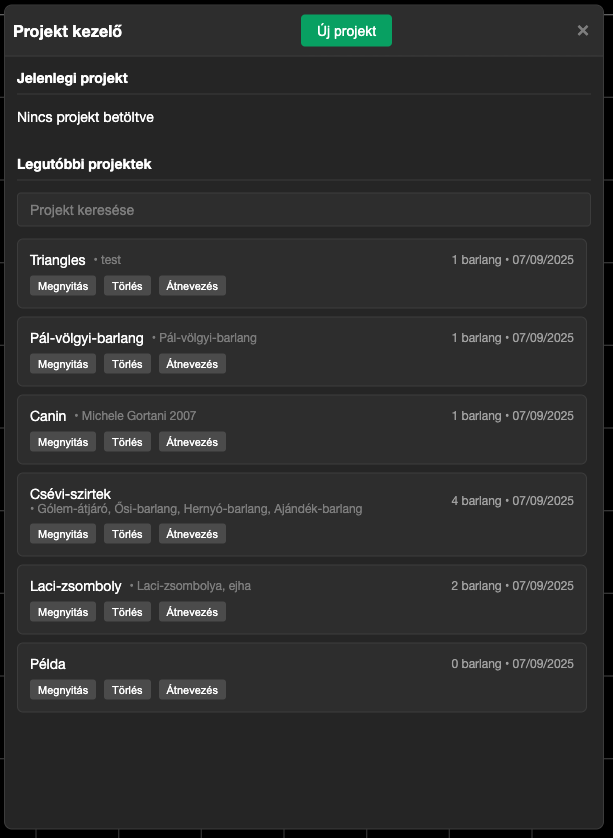 Projekt kezelő
Új projekt
×
Jelenlegi projekt
Nincs projekt betöltve
Legutóbbi projektek
Projekt keresése
Triangles • test 1 barlang • 07/09/2025
Megnyitás Törlés Átnevezés
Pál-völgyi-barlang • Pál-völgyi-barlang 1 barlang • 07/09/2025
Megnyitás Törlés Átnevezés
Canin • Michele Gortani 2007 1 barlang • 07/09/2025
Megnyitás Törlés Átnevezés
Csévi-szirtek
• Gólem-átjáró, Ősi-barlang, Hernyó-barlang, Ajándék-barlang 4 barlang • 07/09/2025
Megnyitás Törlés Átnevezés
Laci-zsomboly • Laci-zsombolya, ejha 2 barlang • 07/09/2025
Megnyitás Törlés Átnevezés
Példa 0 barlang • 07/09/2025
Megnyitás Törlés Átnevezés